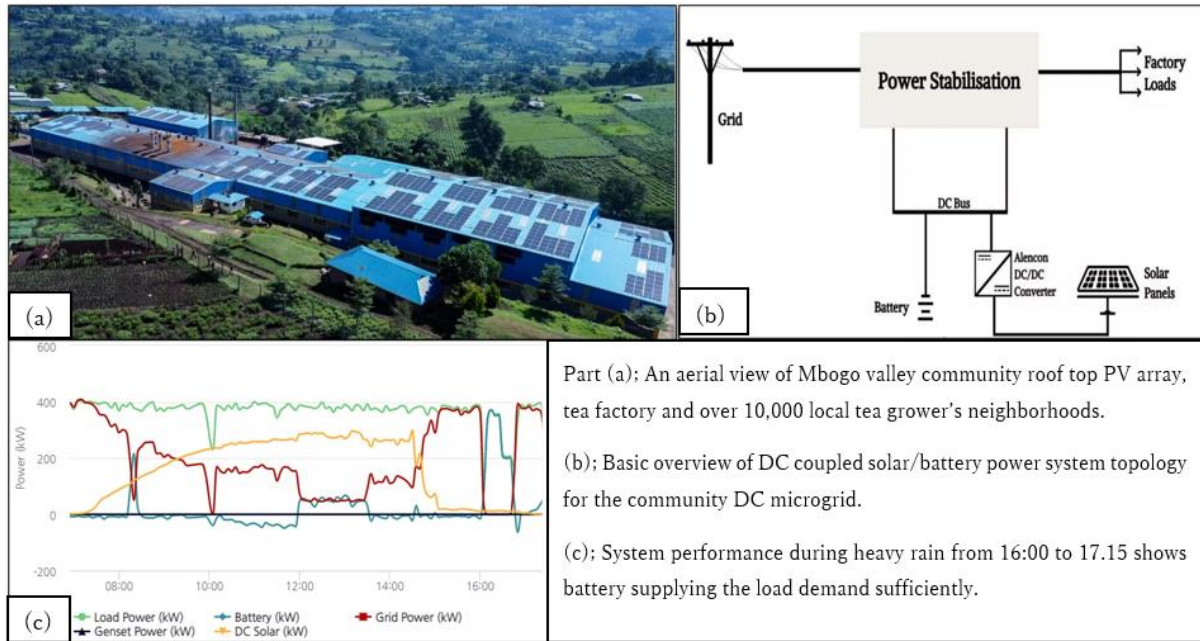 (a)
Grid
Power Stabilisation
Factory
Loads
DC Bus
Battery
Alencon
DC/DC
Converter
Solar
Panels
(b)
600
400
200
0
-200
Power (kW)
08:00 10:00 12:00 14:00 16:00
Load Power (kW) Battery (kW) Grid Power (kW)
Genset Power (kW) DC Solar (kW)
(c)
Part (a); An aerial view of Mbogo valley community roof top PV array,
tea factory and over 10,000 local tea grower’s neighborhoods.
(b); Basic overview of DC coupled solar/battery power system topology
for the community DC microgrid.
(c); System performance during heavy rain from 16:00 to 17.15 shows
battery supplying the load demand sufficiently.